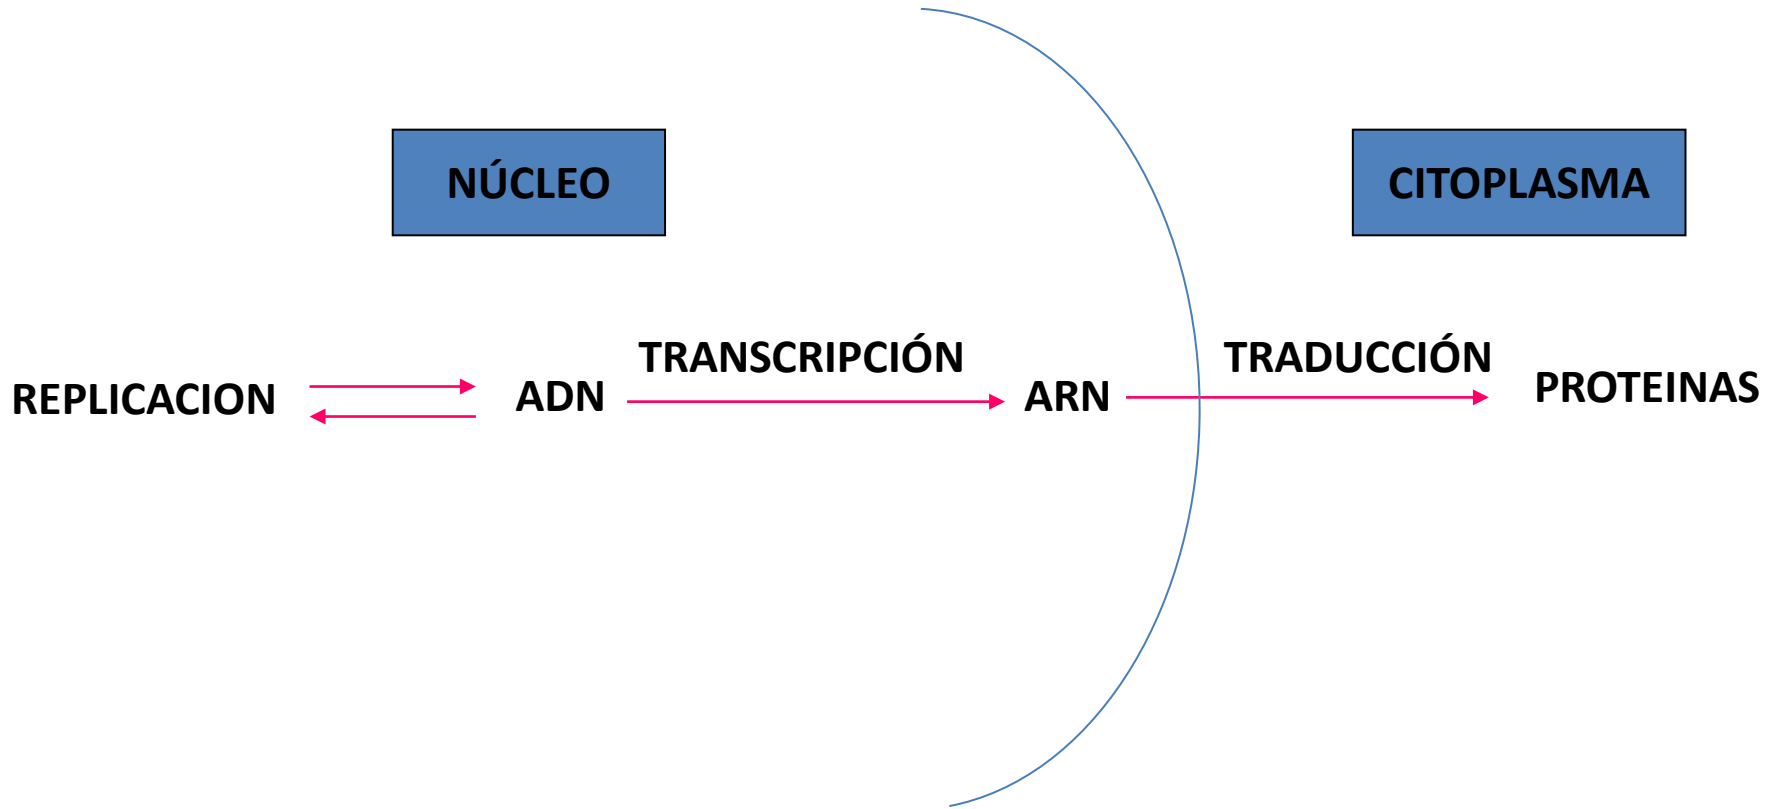 NÚCLEO
CITOPLASMA
REPLICACION
ADN
TRANSCRIPCIÓN
ARN
TRADUCCIÓN
PROTEINAS